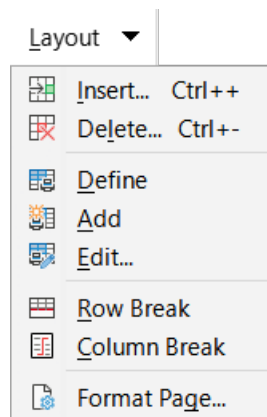 Layout
Insert... Ctrl++
Delete... Ctrl+-
Define
Add
Edit...
Row Break
Column Break
Format Page...